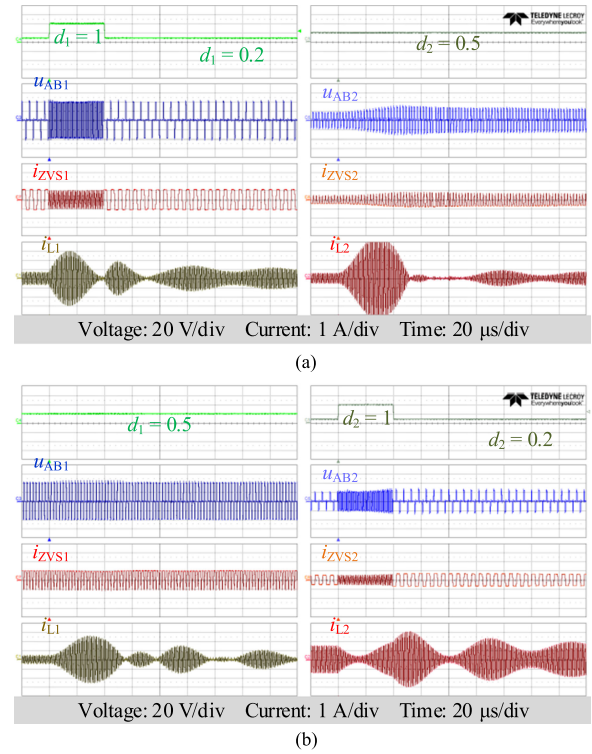 TELEDYNE LECROY
Everywhereyoulook
d1 = 1
d1 = 0.2
d2 = 0.5
uAB1
uAB2
iZVS1
iZVS2
iL1
iL2
Voltage: 20 V/div Current: 1 A/div Time: 20 μs/div
(a)
TELEDYNE LECROY
Everywhereyoulook
d1 = 0.5
d2 = 1
d2 = 0.2
uAB1
uAB2
iZVS1
iZVS2
iL1
iL2
Voltage: 20 V/div Current: 1 A/div Time: 20 μs/div
(b)